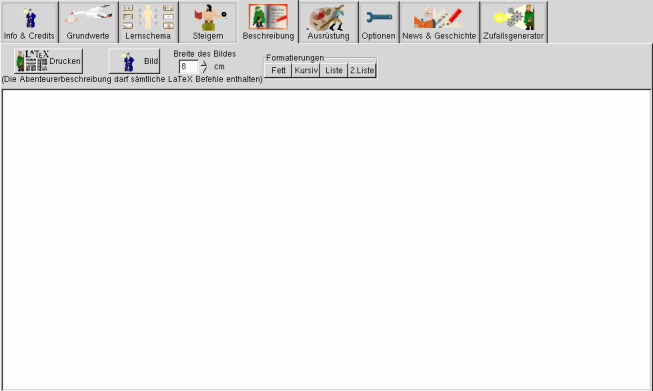 Info & Credits Grundwerte Lernschema Steigern Beschreibung Ausrüstung Optionen News & Geschichte Zufallsgenerator
LATEX Drucken Bild Breite des Bildes 8 cm Formatierungen
Fett Kursiv Liste 2.Liste
(Die Abenteurerbeschreibung darf sämtliche LaTeX Befehle enthalten)